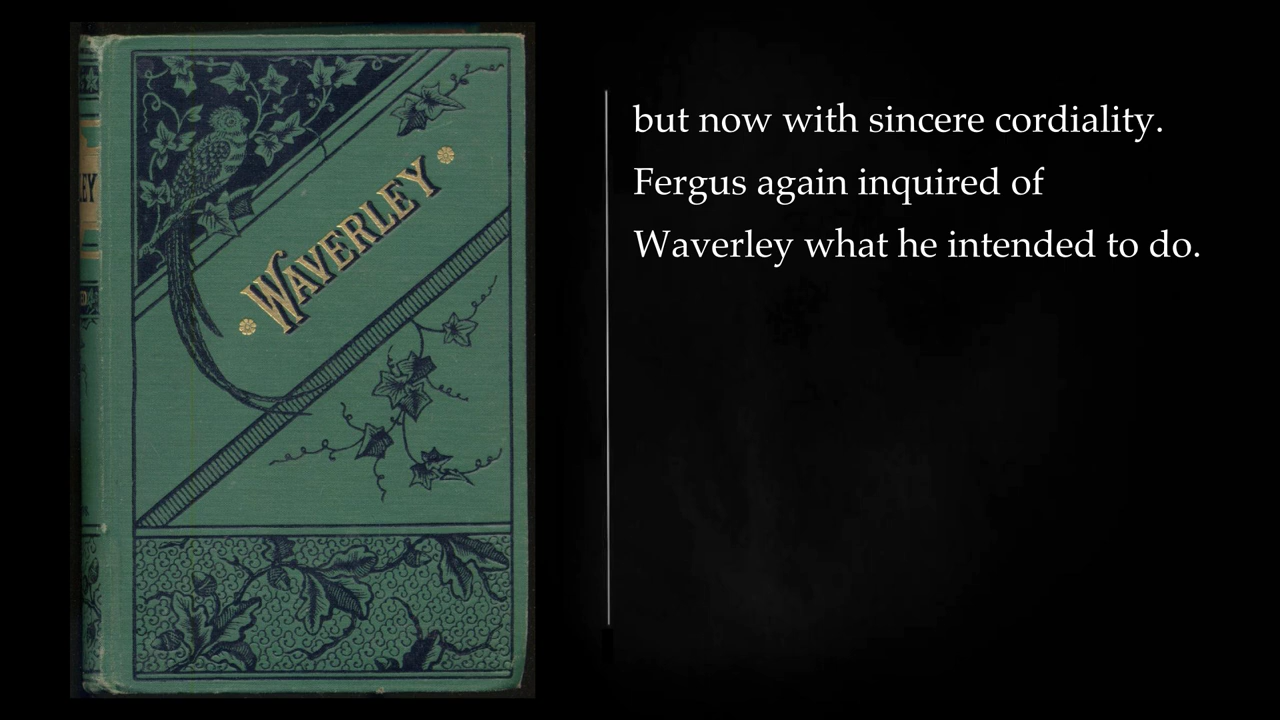 WAVERLEY
but now with sincere cordiality.
Fergus again inquired of
Waverley what he intended to do.